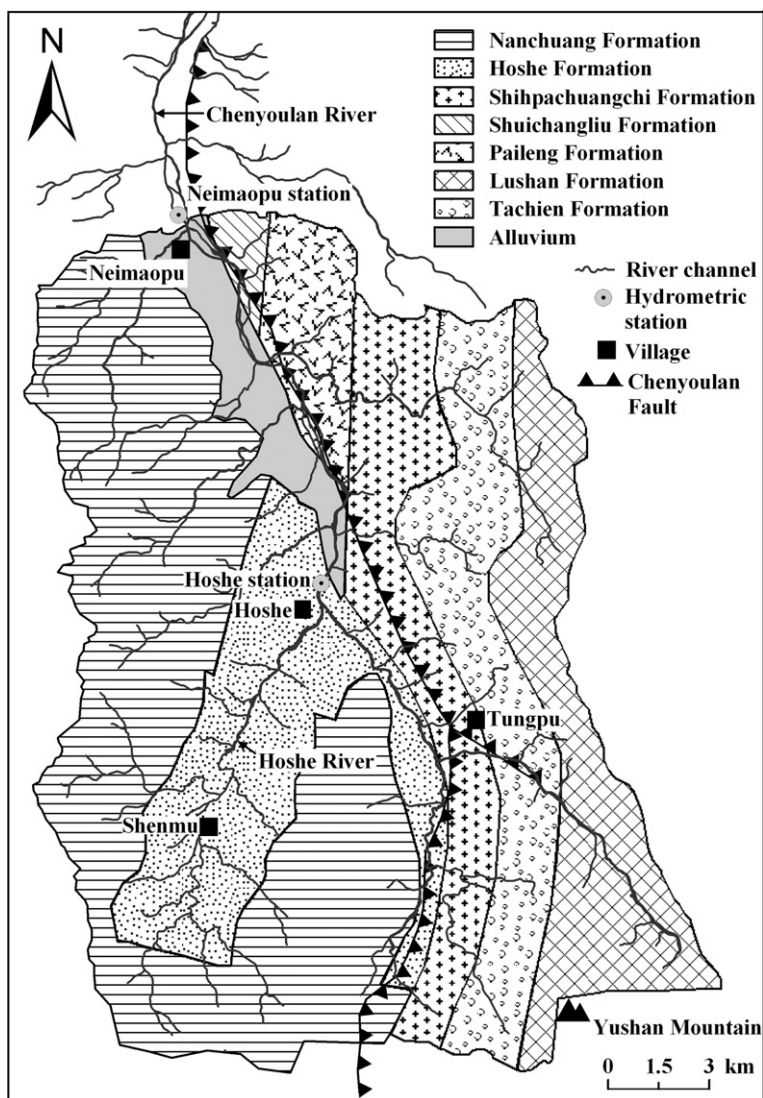 N
Nanchuang Formation
Hoshe Formation
Shihpachuangchi Formation
Shuichangliu Formation
Paileng Formation
Lushan Formation
Tachien Formation
Alluvium
River channel
Hydrometric
station
Village
Chenyoulan
Fault
Chenyoulan River
Neimaopu station
Neimaopu
Hoshe station
Hoshe
Tungpu
Hoshe River
Shenmu
Yushan Mountain
0 1.5 3 km